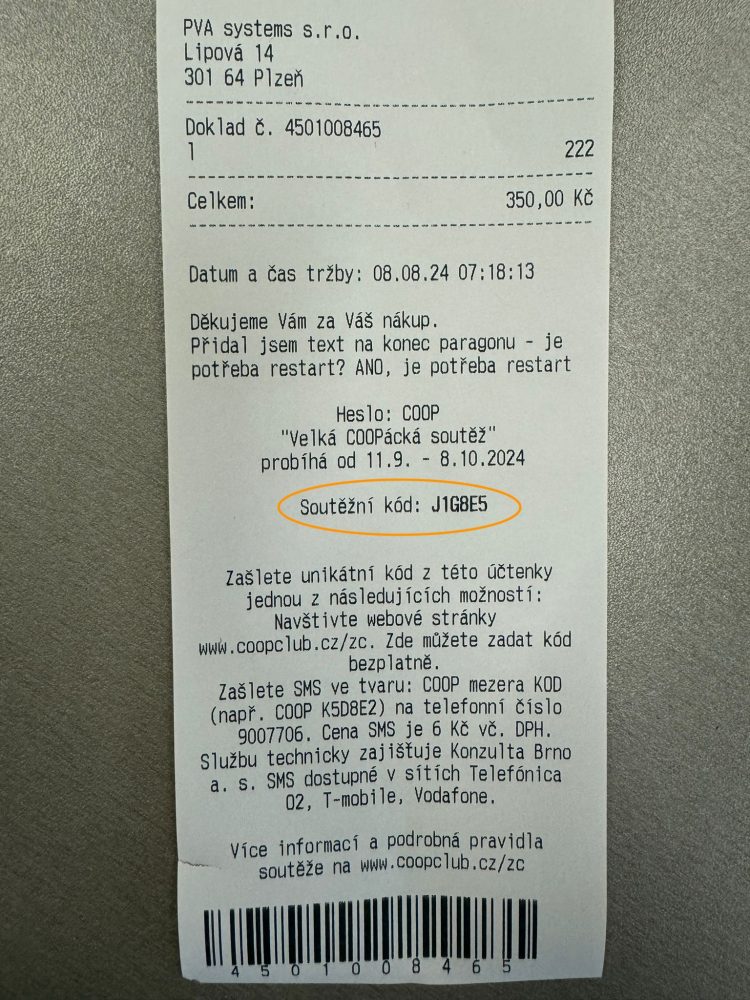 PVA systems s.r.o.
Lipová 14
301 64 Plzeň
Doklad č. 4501008465
1 222
Celkem: 350,00 Kč
Datum a čas tržby: 08.08.24 07:18:13
Děkujeme Vám za Váš nákup.
Přidal jsem text na konec paragonu - je
potřeba restart? ANO, je potřeba restart
Heslo: COOP
"Velká COOPácká soutěž"
probíhá od 11.9. - 8.10.2024
Soutěžní kód: J1G8E5
Zašlete unikátní kód z této účtenky
jednou z následujících možností:
Navštivte webové stránky
www.coopclub.cz/zc. Zde můžete zadat kód
bezplatně.
Zašlete SMS ve tvaru: COOP mezera KOD
(např. COOP K5D8E2) na telefonní číslo
9007706. Cena SMS je 6 Kč vč. DPH.
Službu technicky zajišťuje Konzulta Brno
a. s. SMS dostupné v sítích Telefónica
O2, T-mobile, Vodafone.
Více informací a podrobná pravidla
soutěže na www.coopclub.cz/zc
4501008465